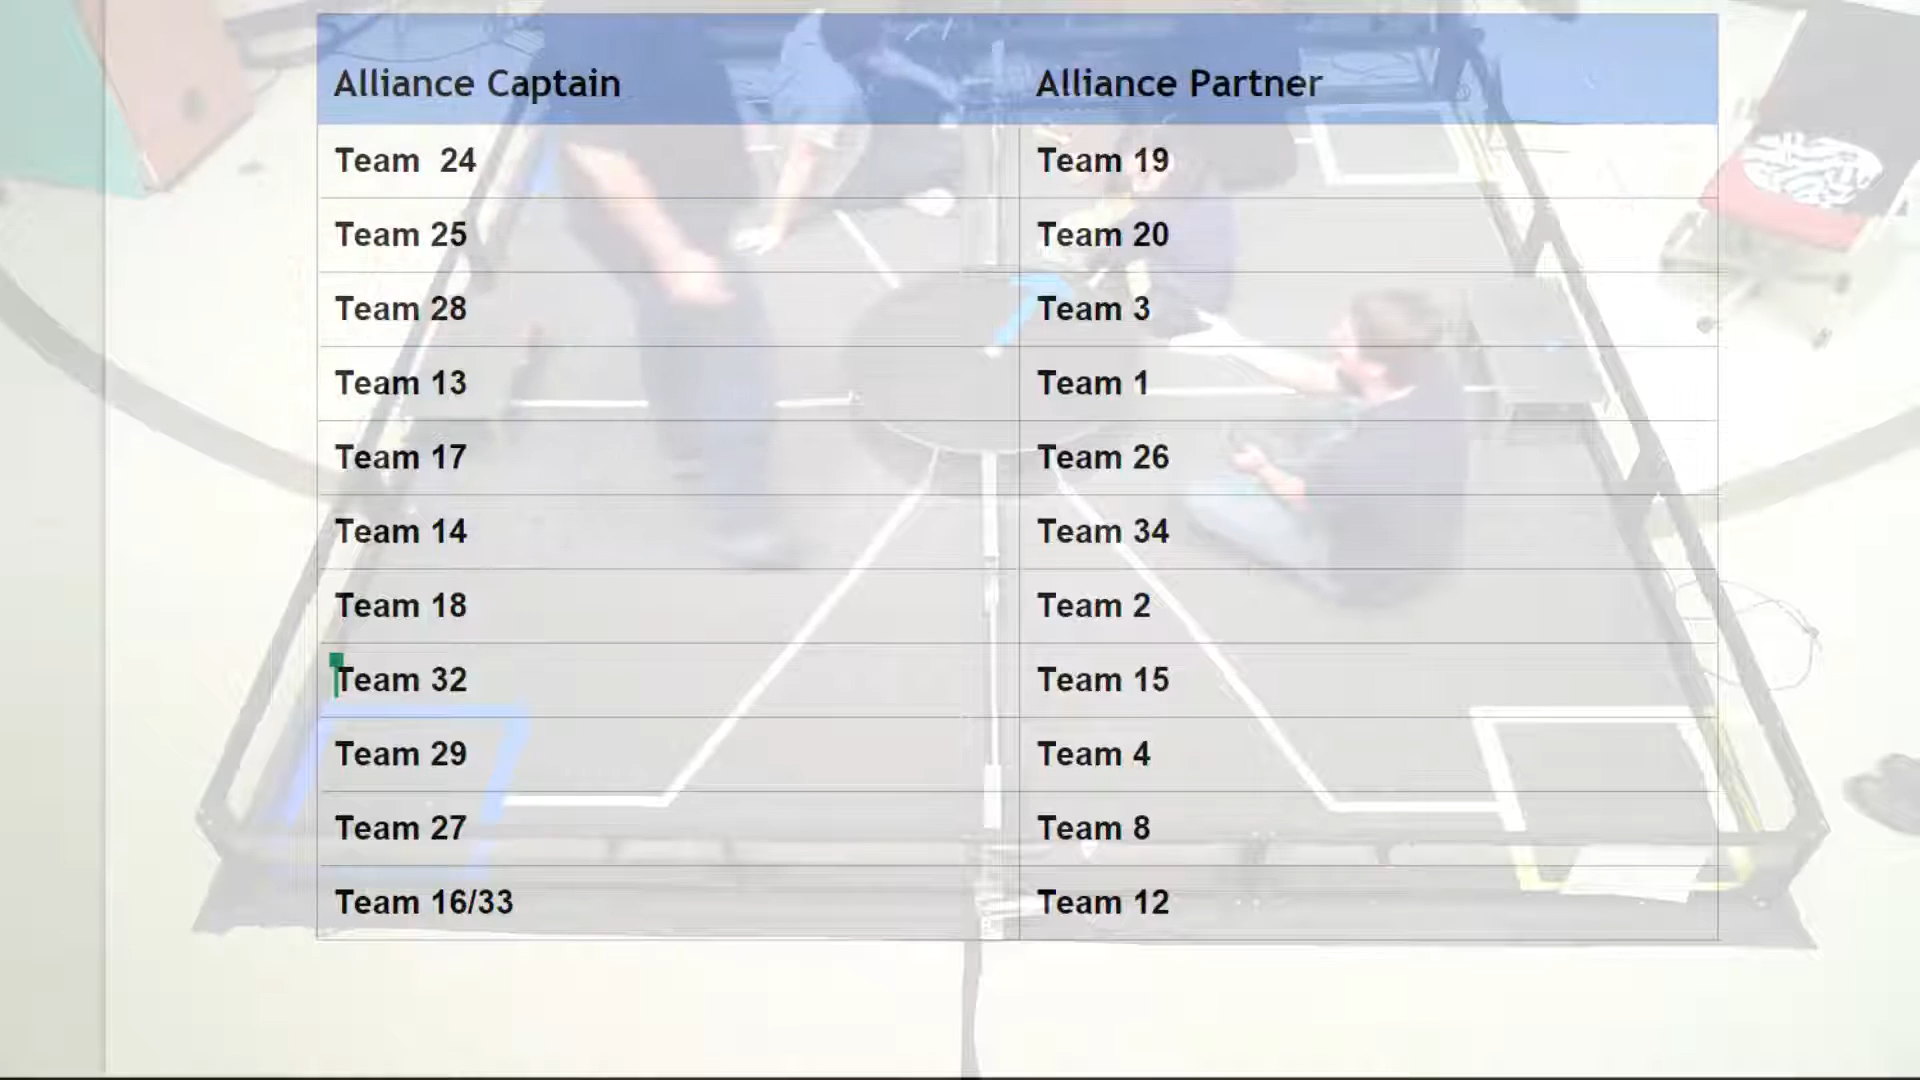 Alliance Captain Alliance Partner
Team 24 Team 19
Team 25 Team 20
Team 28 Team 3
Team 13 Team 1
Team 17 Team 26
Team 14 Team 34
Team 18 Team 2
Team 32 Team 15
Team 29 Team 4
Team 27 Team 8
Team 16/33 Team 12